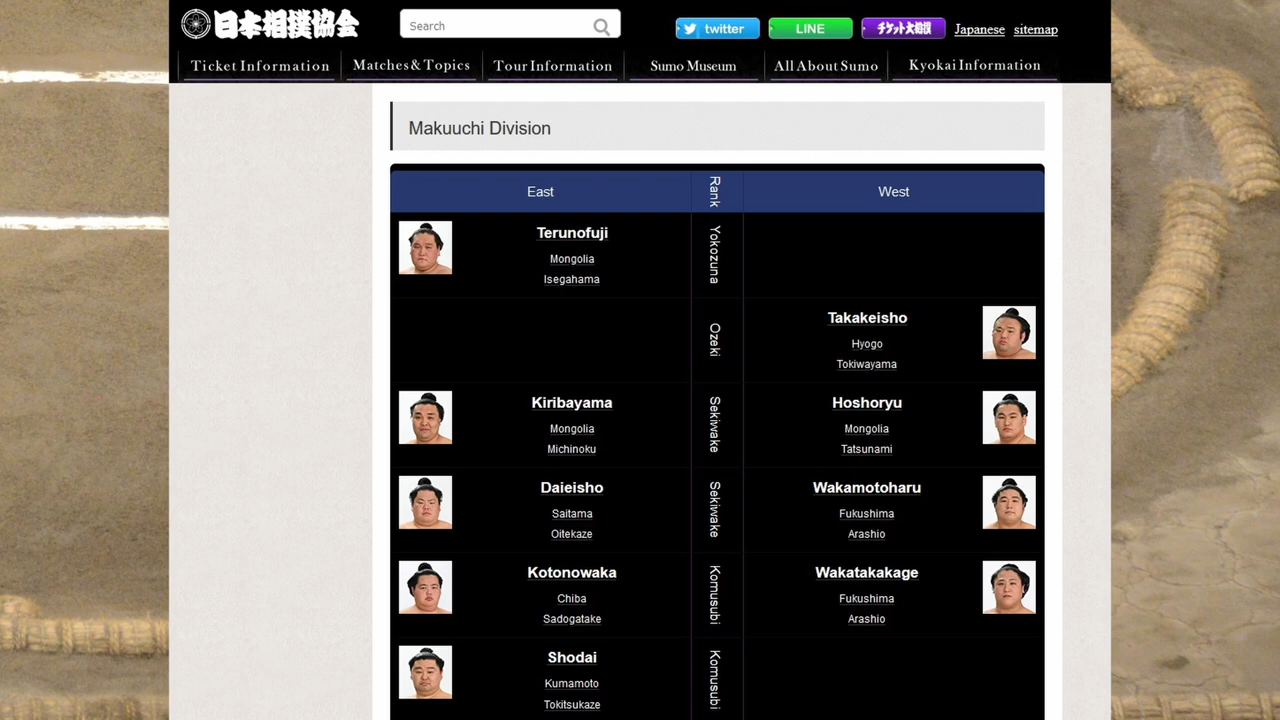 日本相撲協会
Search
twitter
LINE
チケット大相撲
Japanese
sitemap
Ticket Information
Matches & Topics
Tour Information
Sumo Museum
All About Sumo
Kyokai Information
Makuuchi Division
East
Rank
West
Terunofuji
Mongolia
Isegahama
Yokozuna
Ozeki
Takakeisho
Hyogo
Tokiwayama
Kiribayama
Mongolia
Michinoku
Sekiwake
Hoshoryu
Mongolia
Tatsunami
Daieisho
Saitama
Oitekaze
Sekiwake
Wakamotoharu
Fukushima
Arashio
Kotonowaka
Chiba
Sadogatake
Komusubi
Wakatakakage
Fukushima
Arashio
Shodai
Kumamoto
Tokitsukaze
Komusubi